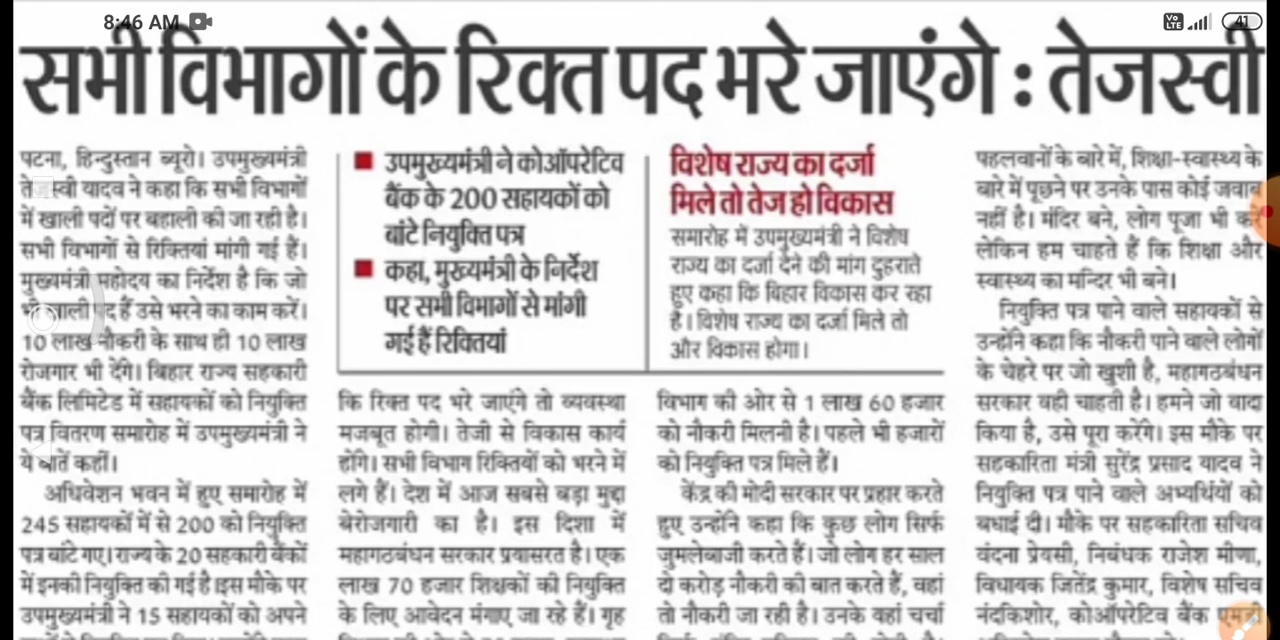 8:46 AM
Vo LTE
41
सभी विभागों के रिक्त पद भरे जाएंगे : तेजस्वी
पटना, हिन्दुस्तान ब्यूरो। उपमुख्यमंत्री
तेजस्वी यादव ने कहा कि सभी विभागों
में खाली पदों पर बहाली की जा रही है।
सभी विभागों से रिक्तियां मांगी गई हैं।
मुख्यमंत्री महोदय का निर्देश है कि जो
भी खाली पद हैं उसे भरने का काम करें।
10 लाख नौकरी के साथ ही 10 लाख
रोजगार भी देंगे। बिहार राज्य सहकारी
बैंक लिमिटेड में सहायकों को नियुक्ति
पत्र वितरण समारोह में उपमुख्यमंत्री ने
ये बातें कहीं।
अधिवेशन भवन में हुए समारोह में
245 सहायकों में से 200 को नियुक्ति
पत्र बांटे गए। राज्य के 20 सहकारी बैंकों
में इनकी नियुक्ति की गई है। इस मौके पर
उपमुख्यमंत्री ने 15 सहायकों को अपने
उपमुख्यमंत्री ने कोऑपरेटिव
बैंक के 200 सहायकों को
बांटे नियुक्ति पत्र
कहा, मुख्यमंत्री के निर्देश
पर सभी विभागों से मांगी
गई हैं रिक्तियां
विशेष राज्य का दर्जा
मिले तो तेज हो विकास
समारोह में उपमुख्यमंत्री ने विशेष
राज्य का दर्जा देने की मांग दुहराते
हुए कहा कि बिहार विकास कर रहा
है। विशेष राज्य का दर्जा मिले तो
और विकास होगा।
कि रिक्त पद भरे जाएंगे तो व्यवस्था
मजबूत होगी। तेजी से विकास कार्य
होंगे। सभी विभाग रिक्तियों को भरने में
लगे हैं। देश में आज सबसे बड़ा मुद्दा
बेरोजगारी का है। इस दिशा में
महागठबंधन सरकार प्रयासरत है। एक
लाख 70 हजार शिक्षकों की नियुक्ति
के लिए आवेदन मंगाए जा रहे हैं। गृह
विभाग की ओर से 1 लाख 60 हजार
को नौकरी मिलनी है। पहले भी हजारों
को नियुक्ति पत्र मिले हैं।
केंद्र की मोदी सरकार पर प्रहार करते
हुए उन्होंने कहा कि कुछ लोग सिर्फ
जुमलेबाजी करते हैं। जो लोग हर साल
दो करोड़ नौकरी की बात करते हैं, वहां
तो नौकरी जा रही है। उनके वहां चर्चा
पहलवानों के बारे में, शिक्षा-स्वास्थ्य के
बारे में पूछने पर उनके पास कोई जवाब
नहीं है। मंदिर बने, लोग पूजा भी करें
लेकिन हम चाहते हैं कि शिक्षा और
स्वास्थ्य का मन्दिर भी बने।
नियुक्ति पत्र पाने वाले सहायकों से
उन्होंने कहा कि नौकरी पाने वाले लोगों
के चेहरे पर जो खुशी है, महागठबंधन
सरकार वही चाहती है। हमने जो वादा
किया है, उसे पूरा करेंगे। इस मौके पर
सहकारिता मंत्री सुरेंद्र प्रसाद यादव ने
नियुक्ति पत्र पाने वाले अभ्यर्थियों को
बधाई दी। मौके पर सहकारिता सचिव
वंदना प्रेयसी, निबंधक राजेश मीणा,
विधायक जितेंद्र कुमार, विशेष सचिव
नंदकिशोर, कोऑपरेटिव बैंक एमडी